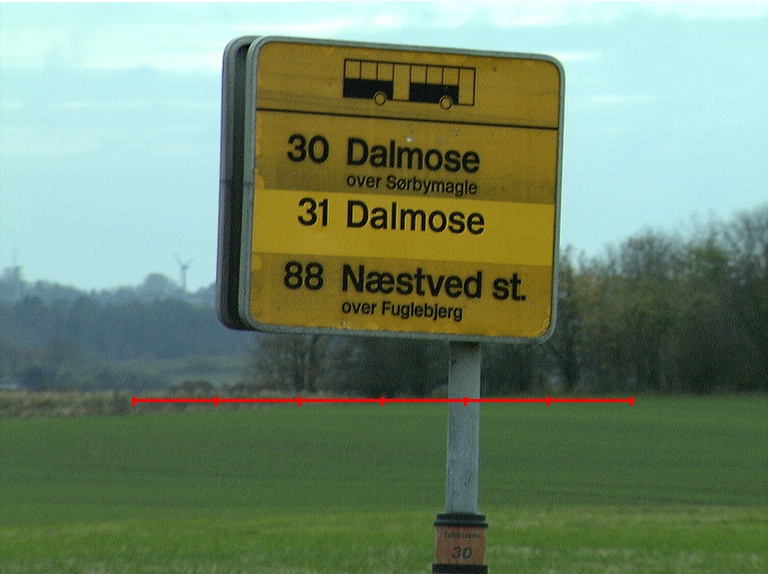 30 Dalmose
over Sørbymagle
31 Dalmose
88 Næstved st.
over Fuglebjerg
30